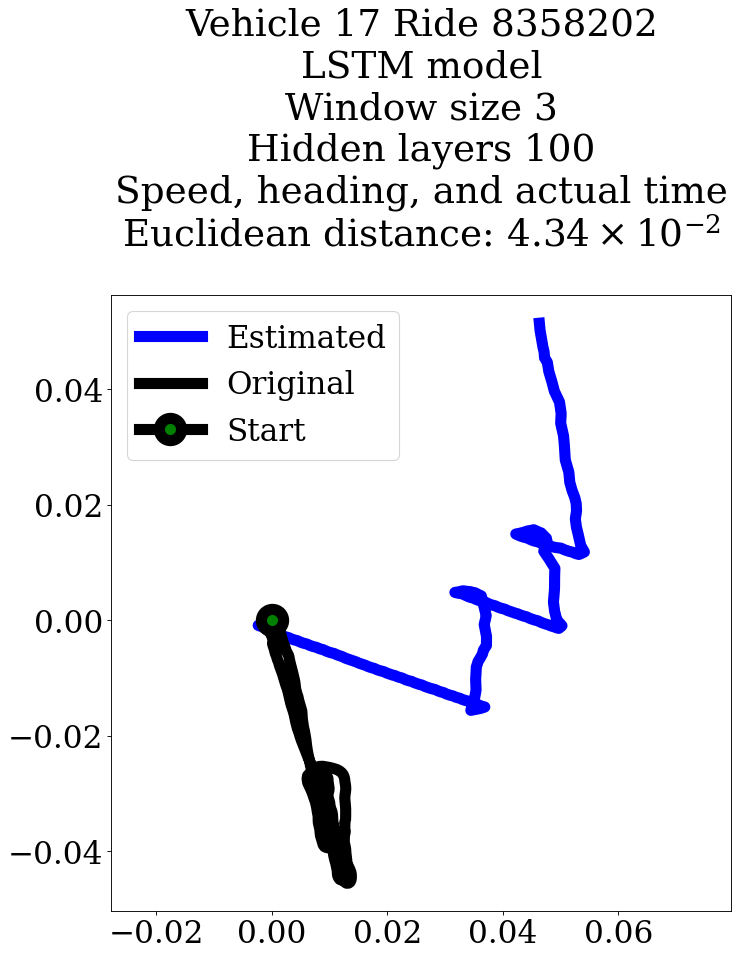 Vehicle 17 Ride 8358202
LSTM model
Window size 3
Hidden layers 100
Speed, heading, and actual time
Euclidean distance: 4.34 × 10⁻²
Estimated
Original
Start
0.04
0.02
0.00
−0.02
−0.04
−0.02 0.00 0.02 0.04 0.06